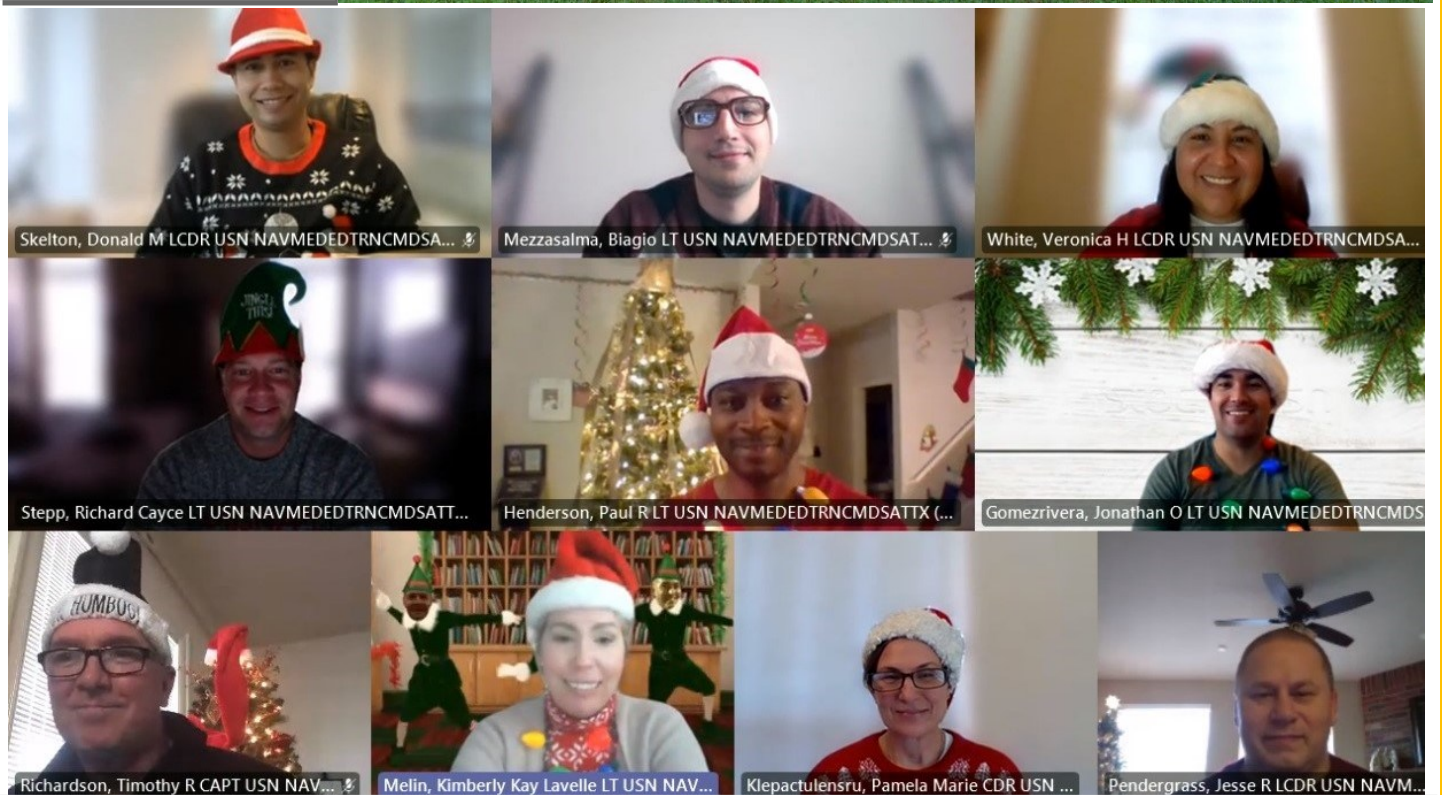 Skelton, Donald M LCDR USN NAVMEDEDTRNCMDSA...
Mezzasalma, Biagio LT USN NAVMEDEDTRNCMDSAT...
White, Veronica H LCDR USN NAVMEDEDTRNCMDSA...
JINGLE
THIS!
Stepp, Richard Cayce LT USN NAVMEDEDTRNCMDSATT...
Henderson, Paul R LT USN NAVMEDEDTRNCMDSATTX (...
Gomezrivera, Jonathan O LT USN NAVMEDEDTRNCMDS
HUMBUG!
Richardson, Timothy R CAPT USN NAV...
Melin, Kimberly Kay Lavelle LT USN NAV...
Klepactulensru, Pamela Marie CDR USN ...
Pendergrass, Jesse R LCDR USN NAVM...